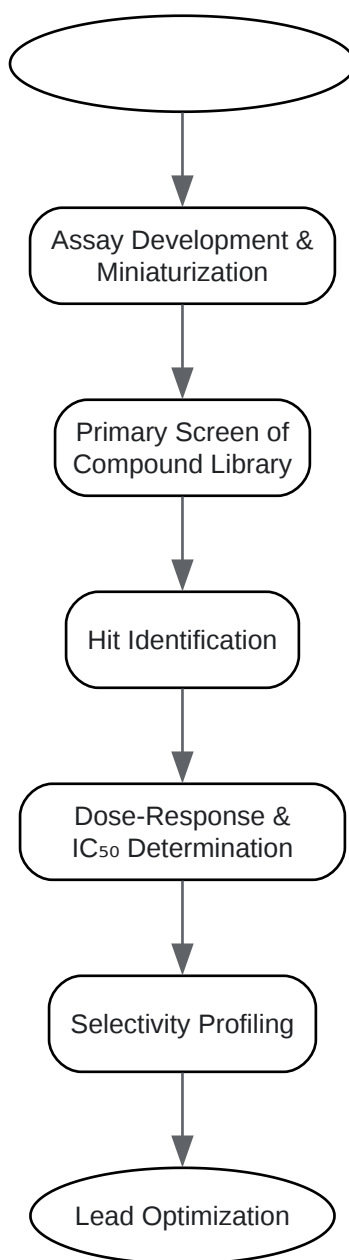 Assay Development &
Miniaturization
Primary Screen of
Compound Library
Hit Identification
Dose-Response &
IC₅₀ Determination
Selectivity Profiling
Lead Optimization